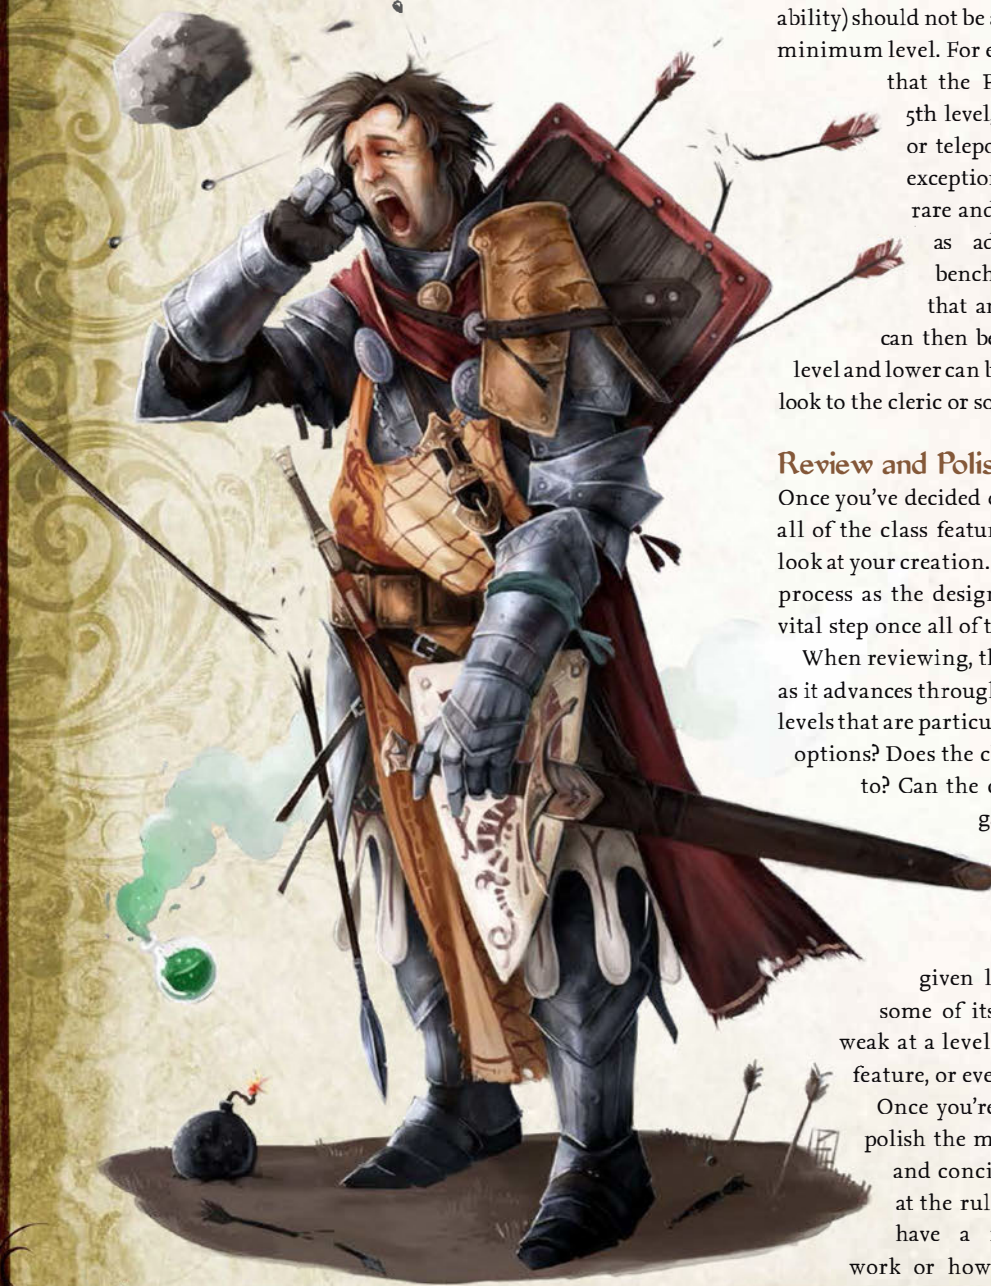 ability) should not be a
minimum level. For e
that the P
5th level,
or telepo
exception
rare and
as ad
bench
that ar
can then be
level and lower can b
look to the cleric or so
Review and Polis
Once you've decided o
all of the class featur
look at your creation.
process as the design
vital step once all of t
When reviewing, th
as it advances through
levels that are particu
options? Does the c
to? Can the c
g
given l
some of its
weak at a level
feature, or eve
Once you're
polish the m
and conci
at the rul
have a
work or how